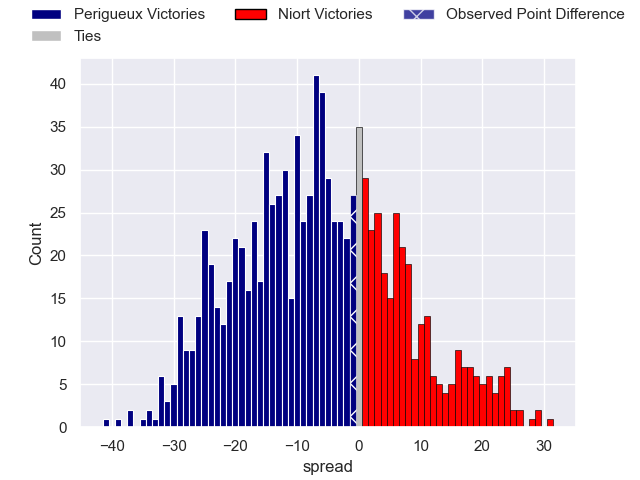 Perigueux Victories Niort Victories Observed Point Difference
Ties
40
35
30
25
20
15
10
5
0
Count
−40 −30 −20 −10 0 10 20 30
spread